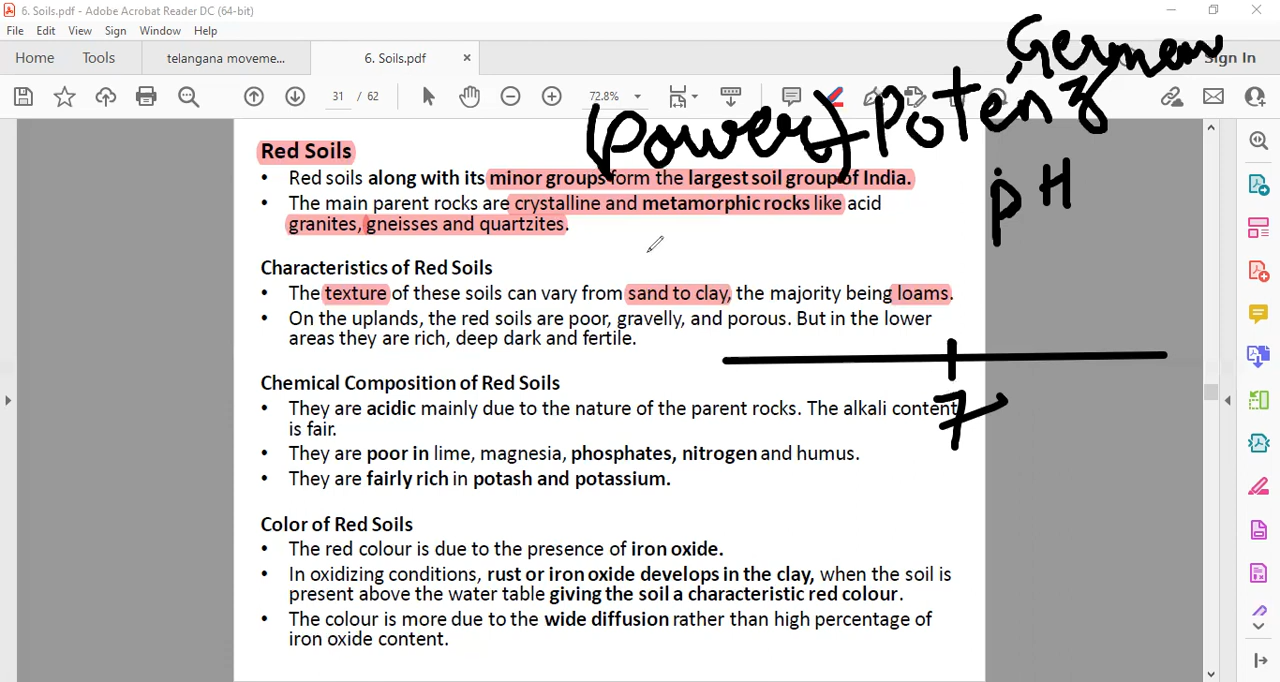 6. Soils.pdf - Adobe Acrobat Reader DC (64-bit)
File Edit View Sign Window Help
Home Tools telangana moveme... 6. Soils.pdf × Sign In
31 / 62 72.8%
Germen
(Power) Potenz
pH
Red Soils
• Red soils along with its minor groups form the largest soil group of India.
• The main parent rocks are crystalline and metamorphic rocks like acid
granites, gneisses and quartzites.
Characteristics of Red Soils
• The texture of these soils can vary from sand to clay, the majority being loams.
• On the uplands, the red soils are poor, gravelly, and porous. But in the lower
areas they are rich, deep dark and fertile.
7
Chemical Composition of Red Soils
• They are acidic mainly due to the nature of the parent rocks. The alkali content
is fair.
• They are poor in lime, magnesia, phosphates, nitrogen and humus.
• They are fairly rich in potash and potassium.
Color of Red Soils
• The red colour is due to the presence of iron oxide.
• In oxidizing conditions, rust or iron oxide develops in the clay, when the soil is
present above the water table giving the soil a characteristic red colour.
• The colour is more due to the wide diffusion rather than high percentage of
iron oxide content.